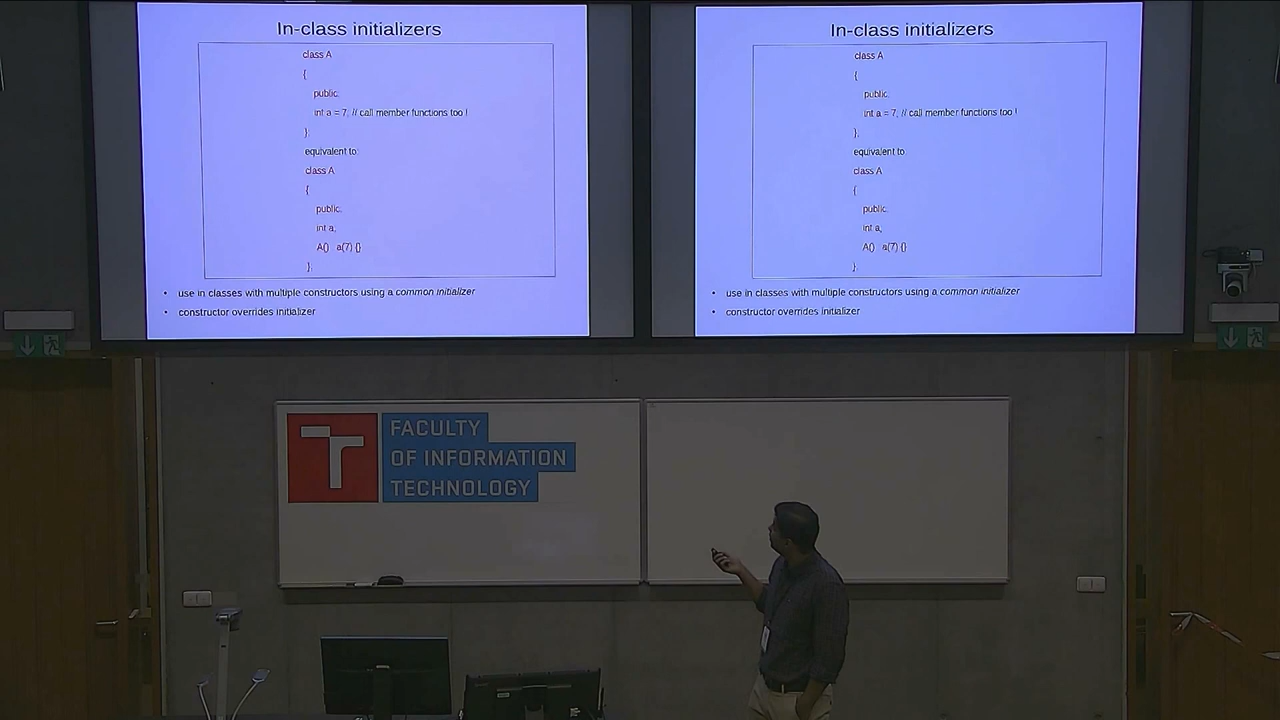 In-class initializers
class A
{
public:
int a = 7; // call member functions too !
};
equivalent to:
class A
{
public:
int a;
A() : a(7) {}
};
• use in classes with multiple constructors using a common initializer
• constructor overrides initializer
In-class initializers
class A
{
public:
int a = 7; // call member functions too !
};
equivalent to:
class A
{
public:
int a;
A() : a(7) {}
};
• use in classes with multiple constructors using a common initializer
• constructor overrides initializer
T
FACULTY
OF INFORMATION
TECHNOLOGY